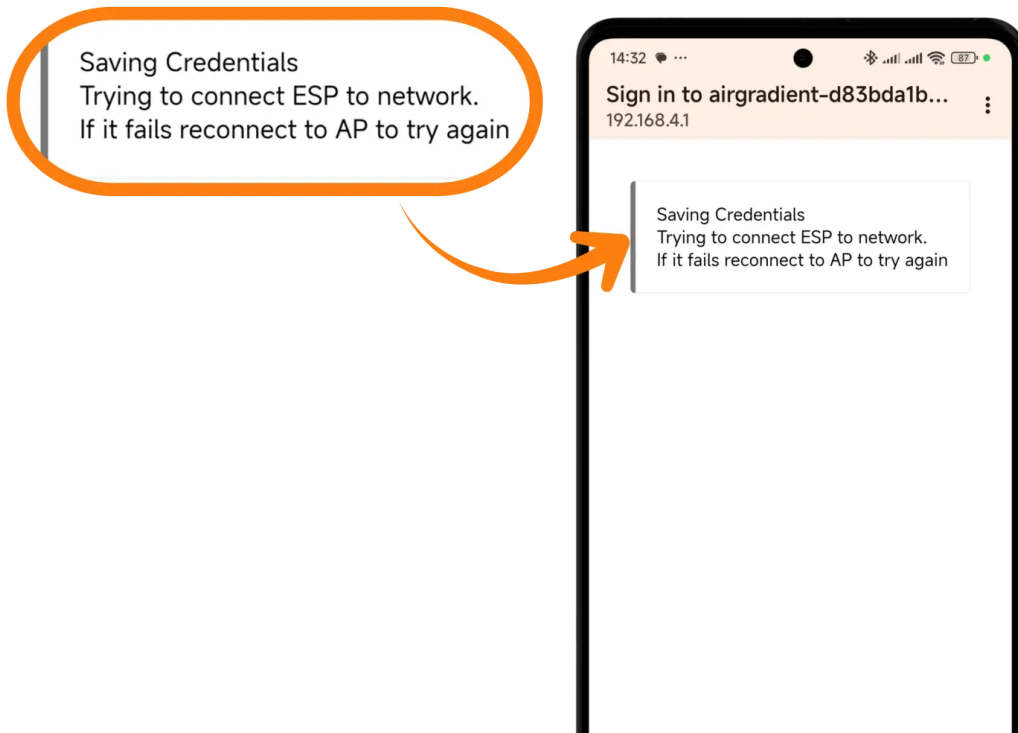 Saving Credentials
Trying to connect ESP to network.
If it fails reconnect to AP to try again
14:32 ...
87
Sign in to airgradient-d83bda1b...
192.168.4.1
Saving Credentials
Trying to connect ESP to network.
If it fails reconnect to AP to try again